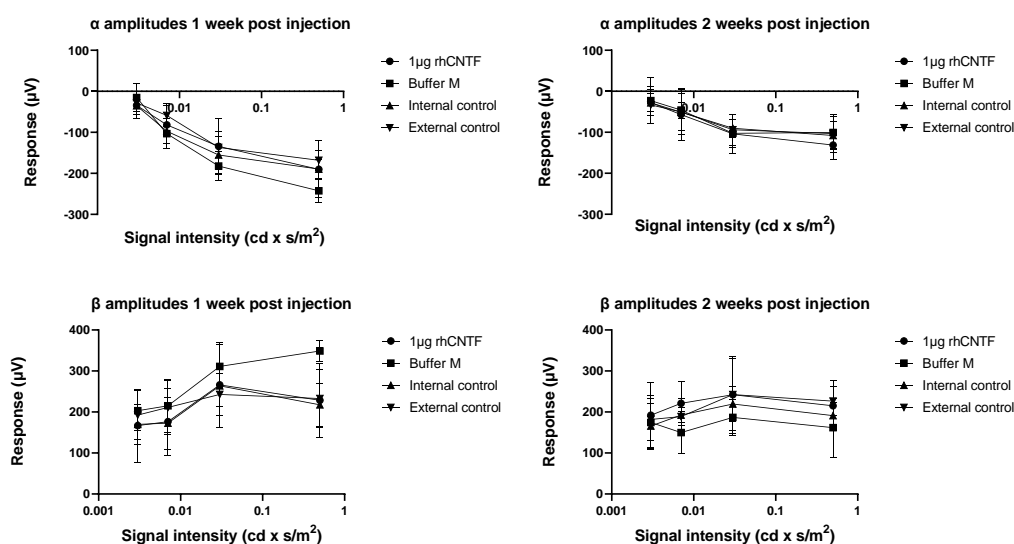 α amplitudes 1 week post injection
100
0
-100
-200
-300
0.01
0.1
1
Response (µV)
Signal intensity (cd x s/m²)
1µg rhCNTF
Buffer M
Internal control
External control
α amplitudes 2 weeks post injection
100
0
-100
-200
-300
0.01
0.1
1
Response (µV)
Signal intensity (cd x s/m²)
1µg rhCNTF
Buffer M
Internal control
External control
β amplitudes 1 week post injection
400
300
200
100
0
0.001
0.01
0.1
1
Response (µV)
Signal intensity (cd x s/m²)
1µg rhCNTF
Buffer M
Internal control
External control
β amplitudes 2 weeks post injection
400
300
200
100
0
0.001
0.01
0.1
1
Response (µV)
Signal intensity (cd x s/m²)
1µg rhCNTF
Buffer M
Internal control
External control